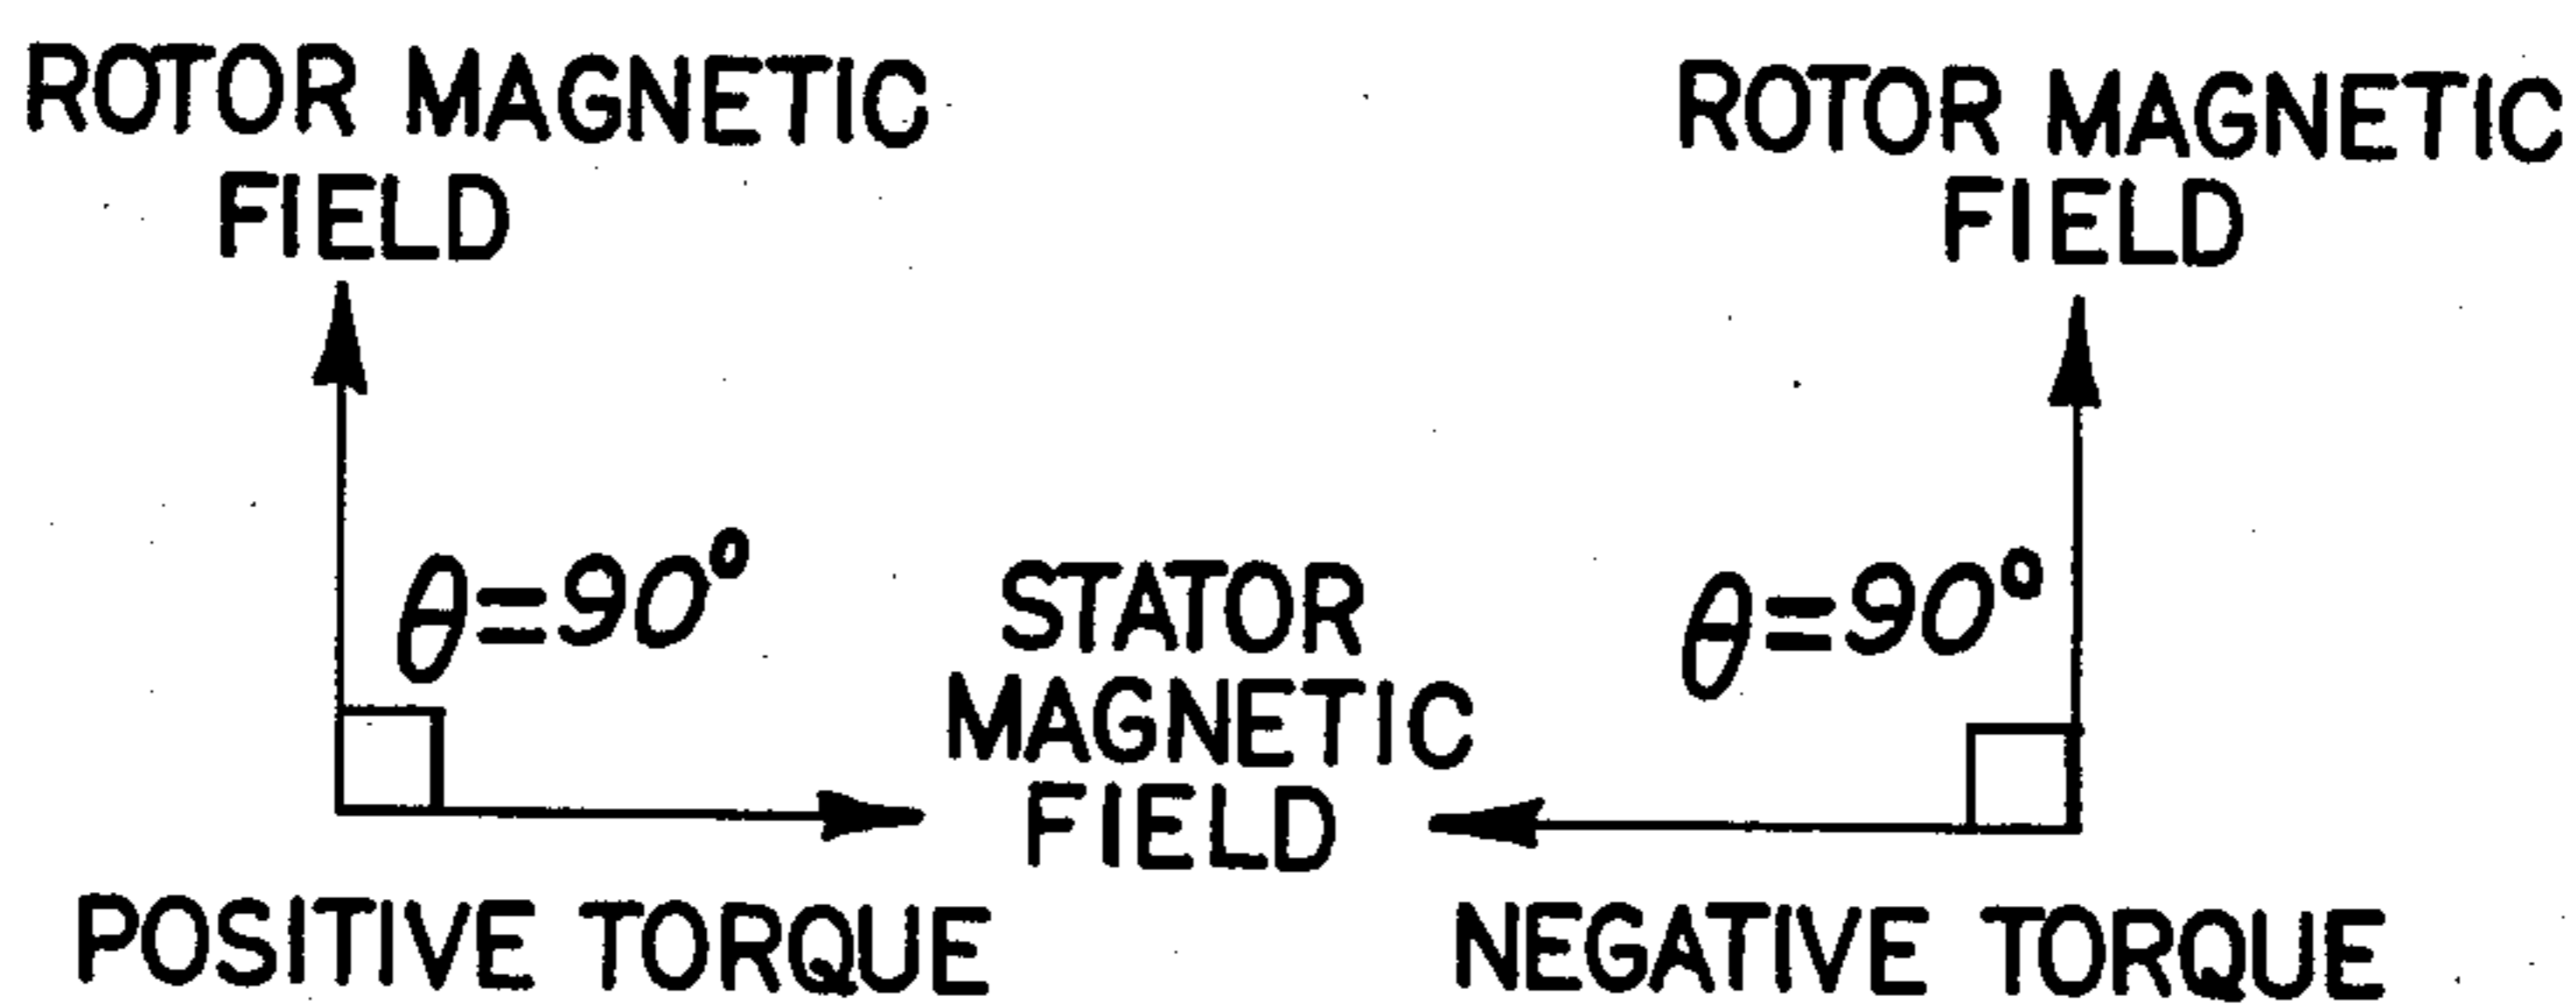 ROTOR MAGNETIC
FIELD
ROTOR MAGNETIC
FIELD
θ=90°
STATOR
MAGNETIC
FIELD
θ=90°
POSITIVE TORQUE
NEGATIVE TORQUE